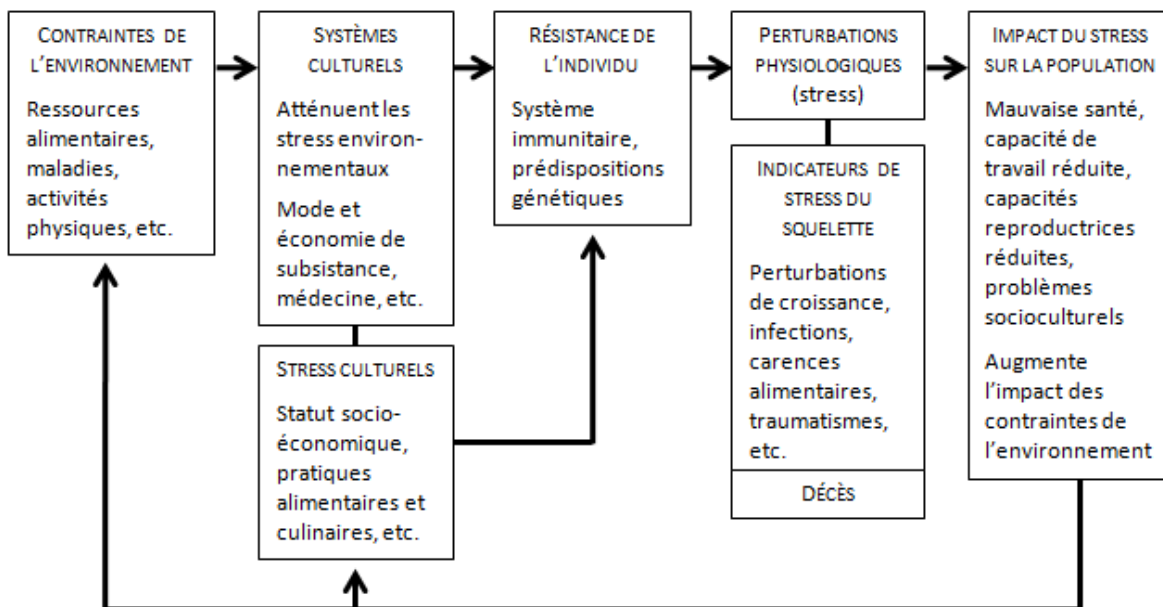 CONTRAINTES DE
L'ENVIRONNEMENT
Ressources
alimentaires,
maladies,
activités
physiques, etc.
SYSTÈMES
CULTURELS
Atténuent les
stress environ-
nementaux
Mode et
économie de
subsistance,
médecine, etc.
STRESS CULTURELS
Statut socio-
économique,
pratiques
alimentaires et
culinaires, etc.
RÉSISTANCE DE
L'INDIVIDU
Système
immunitaire,
prédispositions
génétiques
PERTURBATIONS
PHYSIOLOGIQUES
(stress)
INDICATEURS DE
STRESS DU
SQUELETTE
Perturbations
de croissance,
infections,
carences
alimentaires,
traumatismes,
etc.
DÉCÈS
IMPACT DU STRESS
SUR LA POPULATION
Mauvaise santé,
capacité de
travail réduite,
capacités
reproductrices
réduites,
problèmes
socioculturels
Augmente
l'impact des
contraintes de
l'environnement